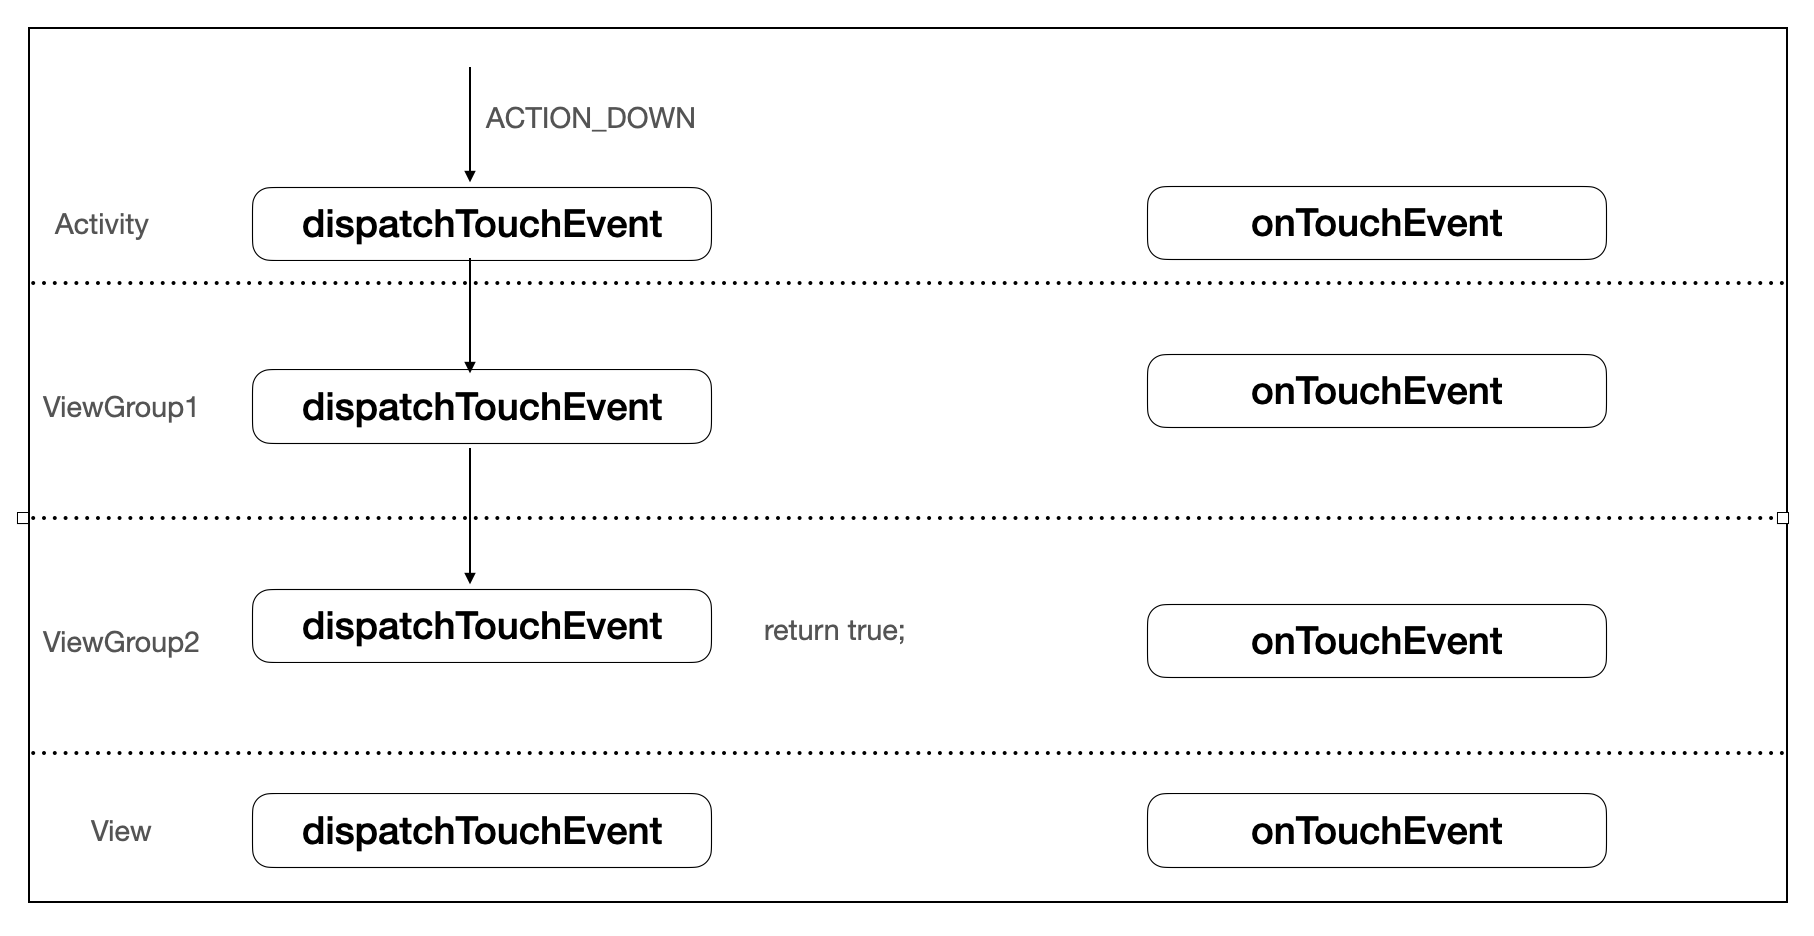 ACTION_DOWN
Activity
dispatchTouchEvent
onTouchEvent
ViewGroup1
dispatchTouchEvent
onTouchEvent
ViewGroup2
dispatchTouchEvent
return true;
onTouchEvent
View
dispatchTouchEvent
onTouchEvent